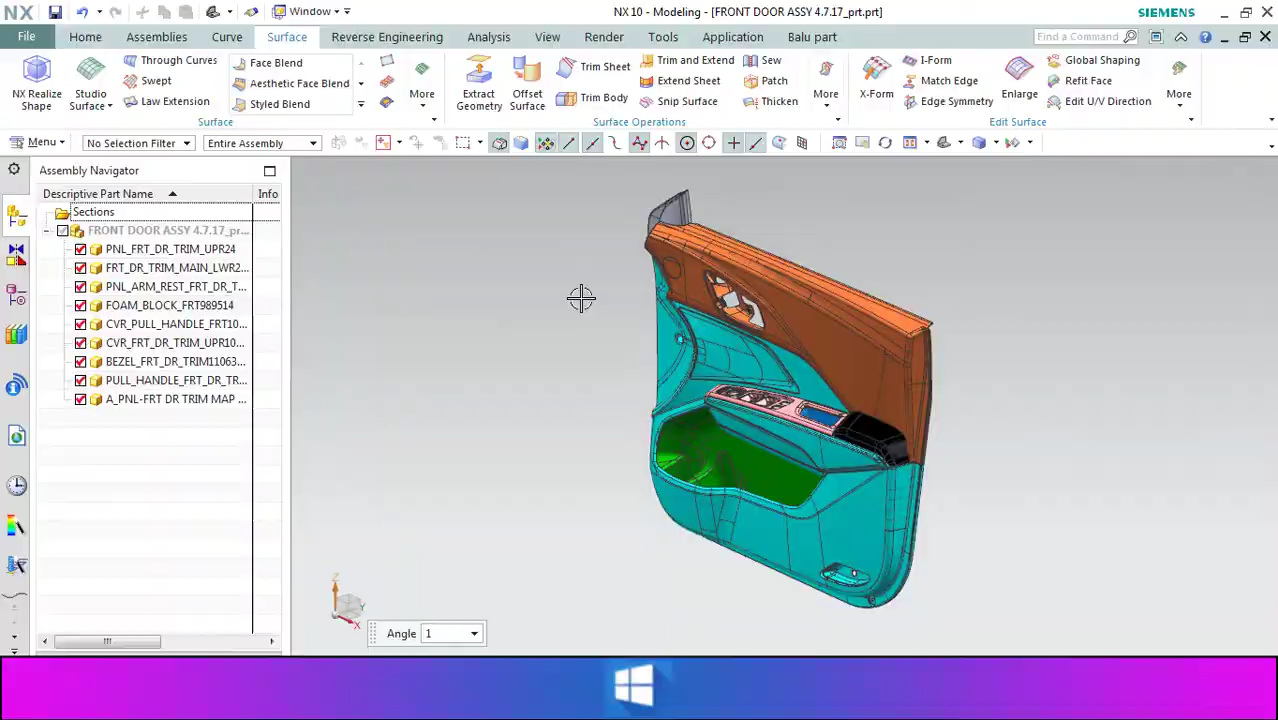 NX
Window
NX 10 - Modeling - [FRONT DOOR ASSY 4.7.17_prt.prt]
SIEMENS
File
Home
Assemblies
Curve
Surface
Reverse Engineering
Analysis
View
Render
Tools
Application
Balu part
Find a Command
NX Realize
Shape
Studio
Surface
Through Curves
Swept
Law Extension
Face Blend
Aesthetic Face Blend
Styled Blend
More
Surface
Extract
Geometry
Offset
Surface
Trim Sheet
Trim Body
Trim and Extend
Extend Sheet
Snip Surface
Sew
Patch
Thicken
More
Surface Operations
X-Form
I-Form
Match Edge
Edge Symmetry
Enlarge
Global Shaping
Refit Face
Edit U/V Direction
More
Edit Surface
Menu
No Selection Filter
Entire Assembly
Assembly Navigator
Descriptive Part Name
Info
Sections
FRONT DOOR ASSY 4.7.17_pr...
PNL_FRT_DR_TRIM_UPR24
FRT_DR_TRIM_MAIN_LWR2...
PNL_ARM_REST_FRT_DR_T...
FOAM_BLOCK_FRT989514
CVR_PULL_HANDLE_FRT10...
CVR_FRT_DR_TRIM_UPR10...
BEZEL_FRT_DR_TRIM11063...
PULL_HANDLE_FRT_DR_TR...
A_PNL-FRT DR TRIM MAP ...
Z
Y
X
Angle 1